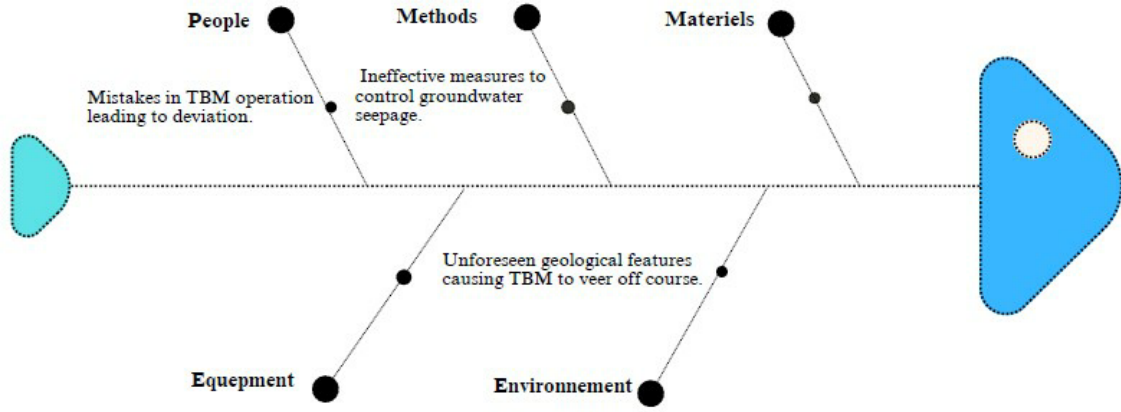 People
Methods
Materiels
Mistakes in TBM operation
leading to deviation.
Ineffective measures to
control groundwater
seepage.
Unforeseen geological features
causing TBM to veer off course.
Equepment
Environnement